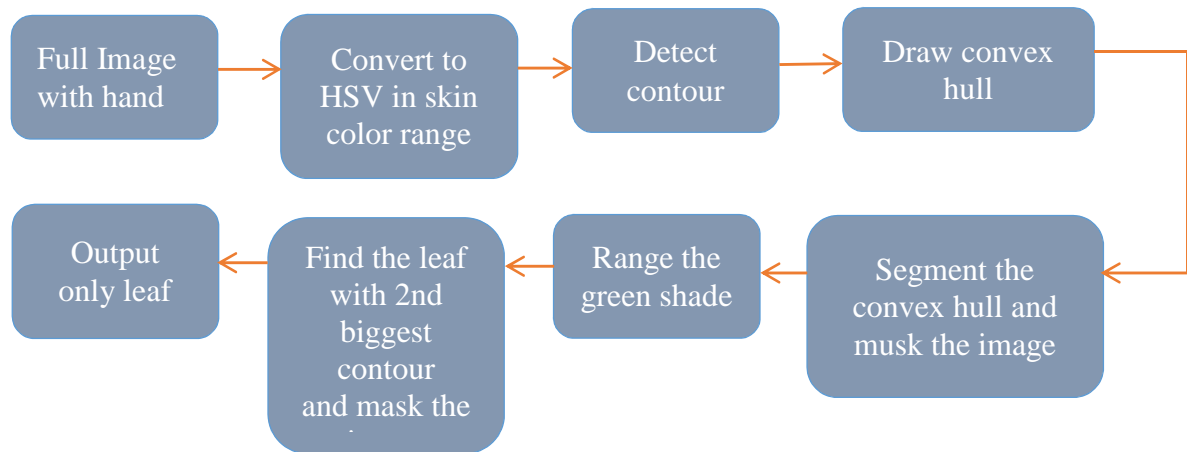 Full Image
with hand
Convert to
HSV in skin
color range
Detect
contour
Draw convex
hull
Segment the
convex hull and
musk the image
Range the
green shade
Find the leaf
with 2nd
biggest
contour
and mask the
Output
only leaf